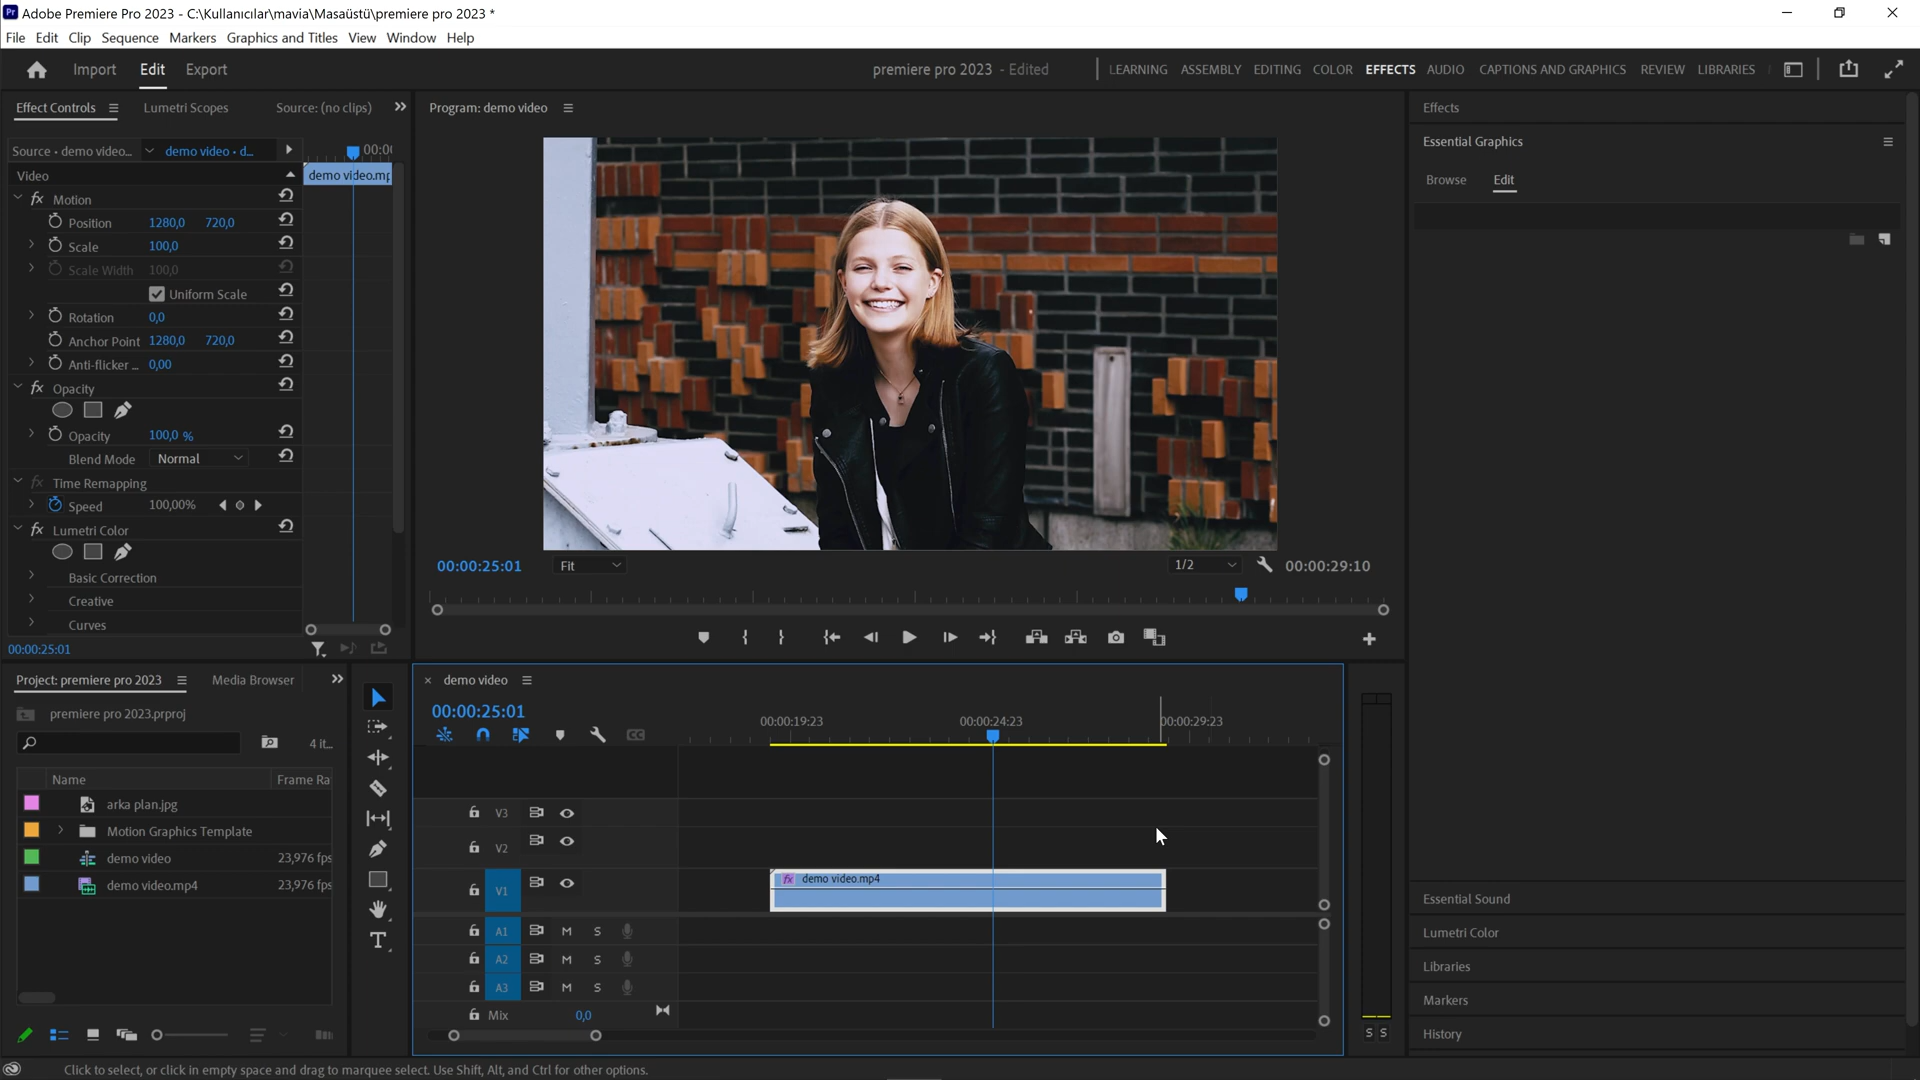 Adobe Premiere Pro 2023 - C:\Kullanıcılar\mavia\Masaüstü\premiere pro 2023 *
File Edit Clip Sequence Markers Graphics and Titles View Window Help
Import Edit Export
premiere pro 2023 - Edited
LEARNING ASSEMBLY EDITING COLOR EFFECTS AUDIO CAPTIONS AND GRAPHICS REVIEW LIBRARIES
Effect Controls Lumetri Scopes Source: (no clips)
Source • demo video... demo video • d...
00:0
Video
demo video.mp
fx Motion
Position 1280,0 720,0
Scale 100,0
Scale Width 100,0
Uniform Scale
Rotation 0,0
Anchor Point 1280,0 720,0
Anti-flicker ... 0,00
fx Opacity
Opacity 100,0 %
Blend Mode Normal
fx Time Remapping
Speed 100,00%
fx Lumetri Color
Basic Correction
Creative
Curves
00:00:25:01
Program: demo video
00:00:25:01 Fit 1/2 00:00:29:10
Effects
Essential Graphics
Browse Edit
Essential Sound
Lumetri Color
Libraries
Markers
History
Project: premiere pro 2023 Media Browser
premiere pro 2023.prproj
4 it...
Name Frame Ra
arka plan.jpg
Motion Graphics Template
demo video 23,976 fps
demo video.mp4 23,976 fps
T
× demo video
00:00:25:01
00:00:19:23 00:00:24:23 00:00:29:23
CC
V3
V2
V1
fx demo video.mp4
A1 M S
A2 M S
A3 M S
Mix 0,0
S S
Click to select, or click in empty space and drag to marquee select. Use Shift, Alt, and Ctrl for other options.